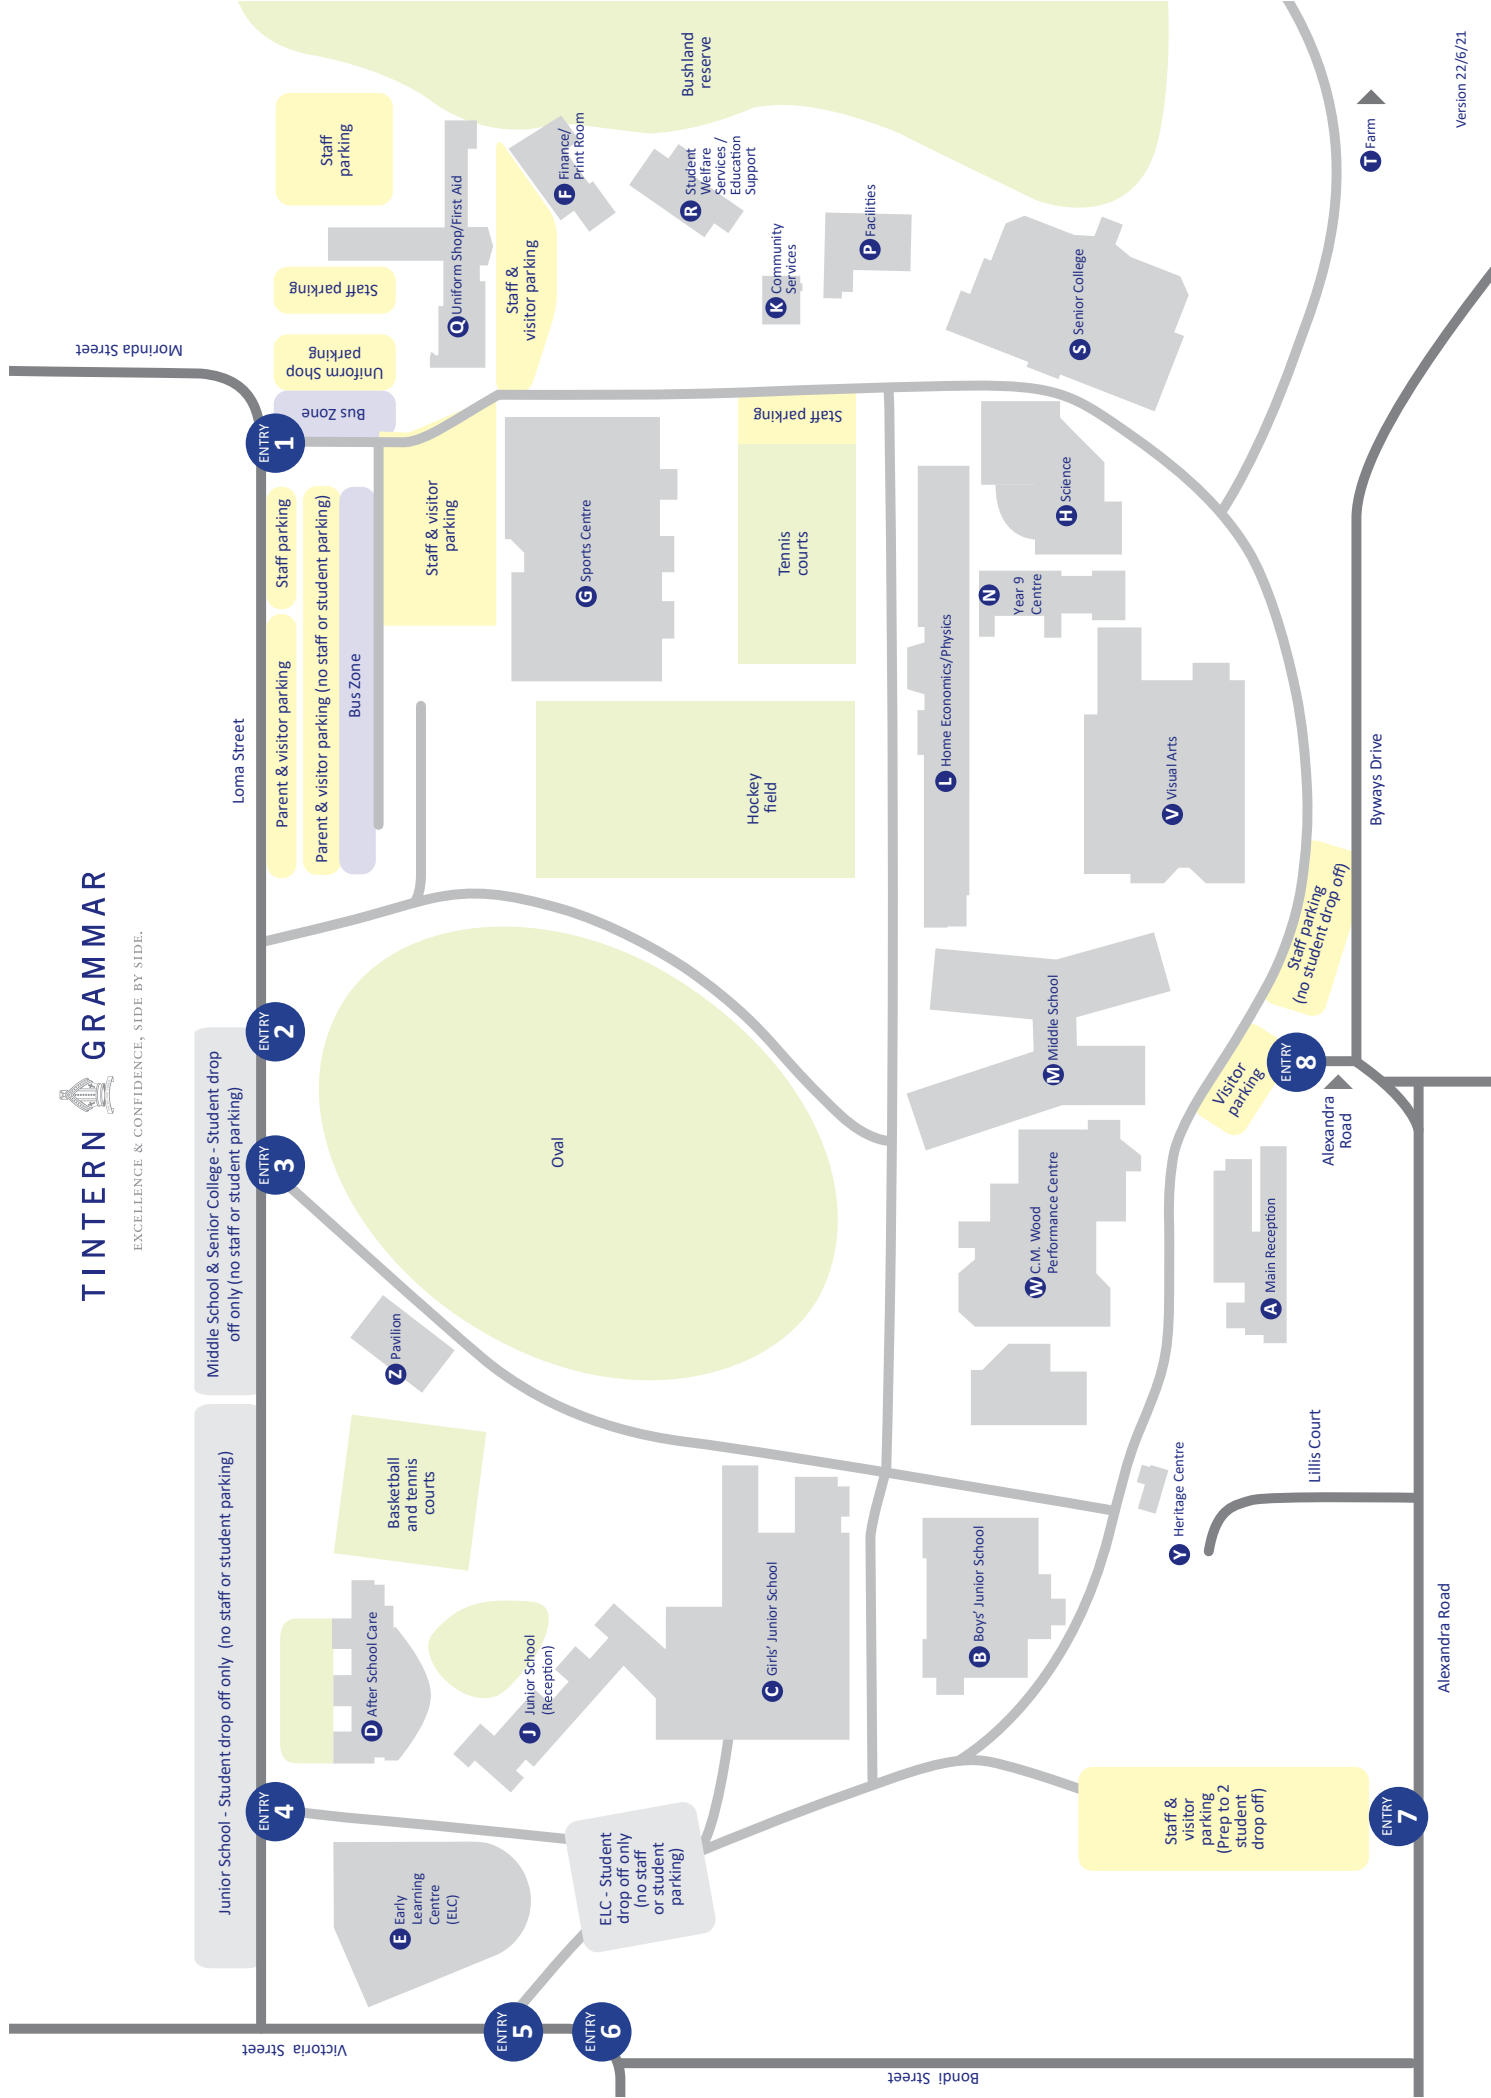 TINTERN GRAMMAR
EXCELLENCE & CONFIDENCE, SIDE BY SIDE.
Victoria Street
Junior School - Student drop off only (no staff or student parking)
Middle School & Senior College - Student drop
off only (no staff or student parking)
Loma Street
Morinda Street
ENTRY
4
ENTRY
3
ENTRY
2
ENTRY
1
Parent & visitor parking
Staff parking
Parent & visitor parking (no staff or student parking)
Bus Zone
Bus Zone
Uniform Shop
parking
Staff parking
Staff
parking
E Early
Learning
Centre
(ELC)
D After School Care
Basketball
and tennis
courts
Z Pavilion
Staff & visitor
parking
Q Uniform Shop/First Aid
Staff &
visitor parking
F Finance/
Print Room
ENTRY
5
ENTRY
6
J Junior School
(Reception)
Oval
G Sports Centre
ELC - Student
drop off only
(no staff
or student
parking)
R Student
Welfare
Services /
Education
Support
Bushland
reserve
C Girls' Junior School
Hockey
field
Tennis
courts
Staff parking
K Community
Services
P Facilities
B Boys' Junior School
L Home Economics/Physics
N
Year 9
Centre
H Science
S Senior College
W C.M. Wood
Performance Centre
M Middle School
V Visual Arts
Y Heritage Centre
Staff &
visitor
parking
(Prep to 2
student
drop off)
A Main Reception
Visitor
parking
Staff parking
(no student drop off)
ENTRY
8
Alexandra
Road
Lillis Court
Byways Drive
T Farm
ENTRY
7
Bondi Street
Alexandra Road
Version 22/6/21